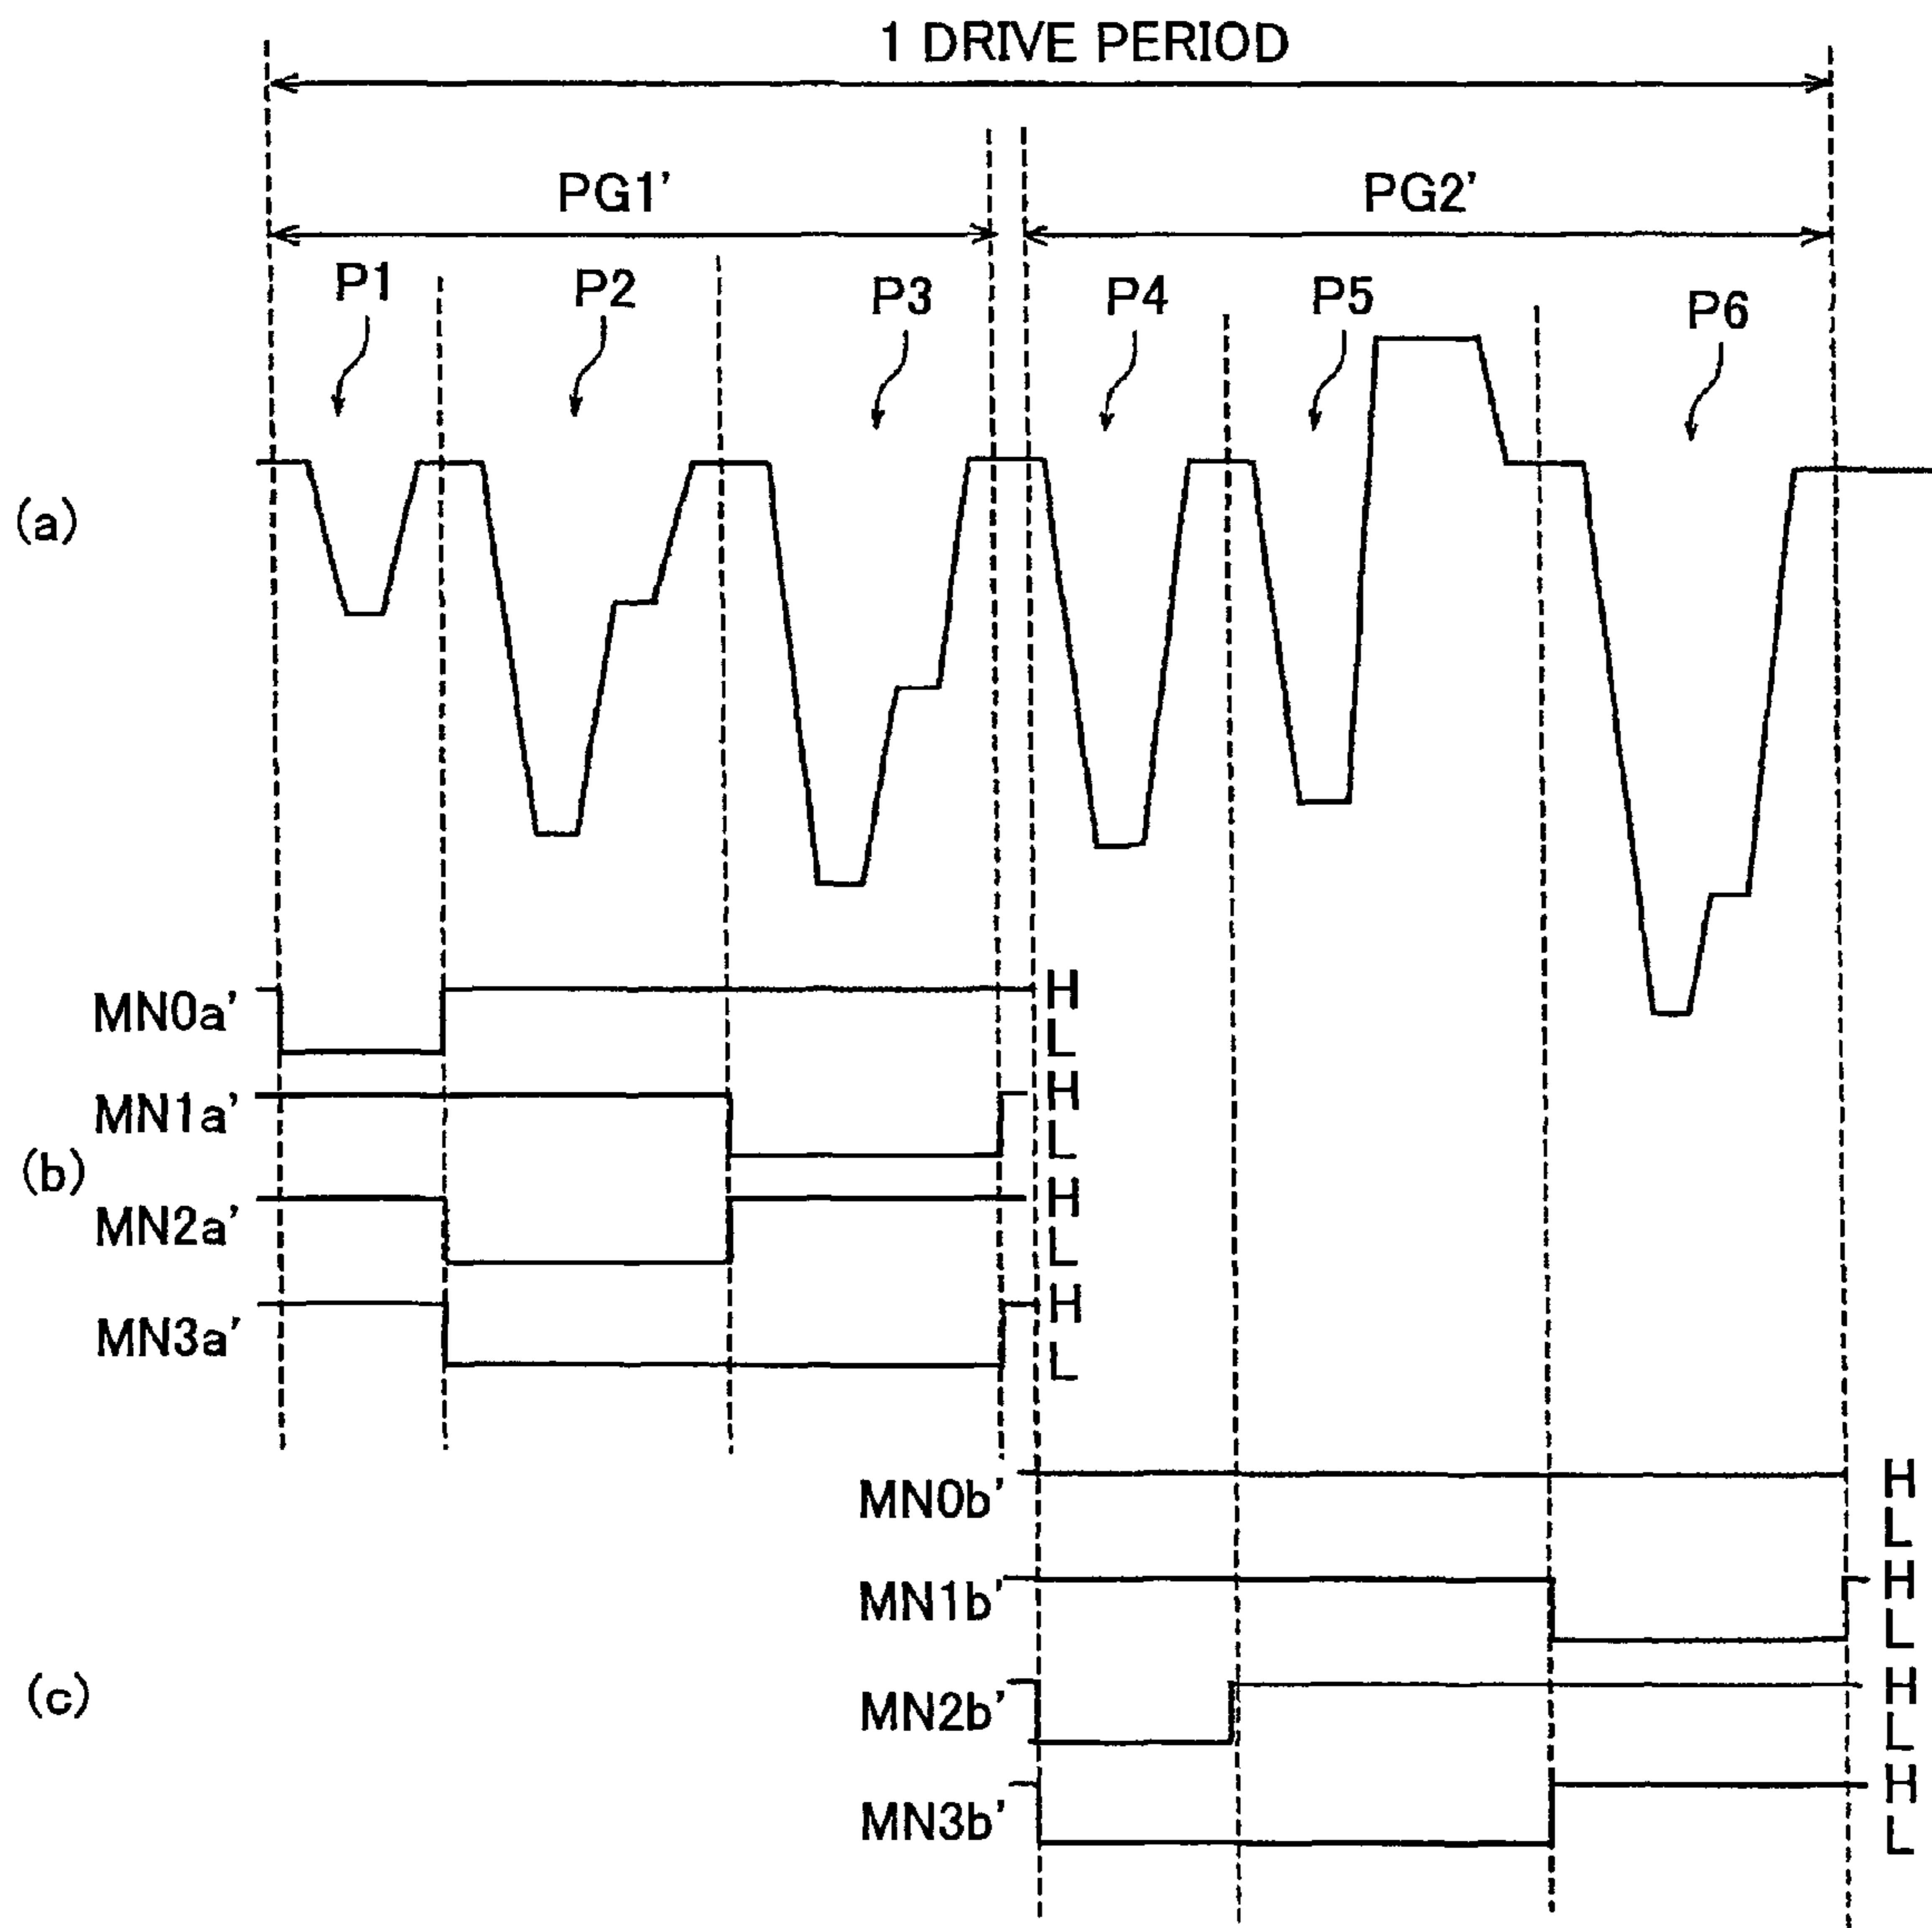 1 DRIVE PERIOD
PG1' PG2'
P1 P2 P3 P4 P5 P6
(a)
MN0a' H
L
MN1a' H
L
(b)
MN2a' H
L
MN3a' H
L
MN0b' H
L
MN1b' H
L
(c)
MN2b' H
L
MN3b' H
L